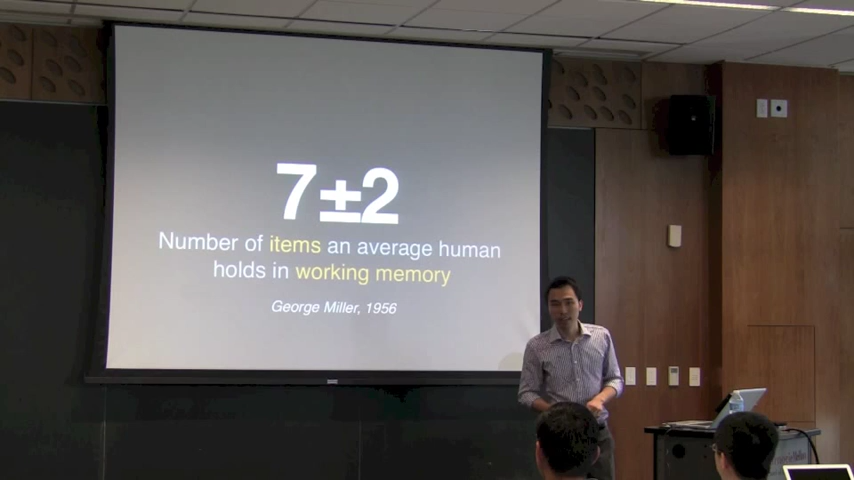 7±2
Number of items an average human
holds in working memory
George Miller, 1956